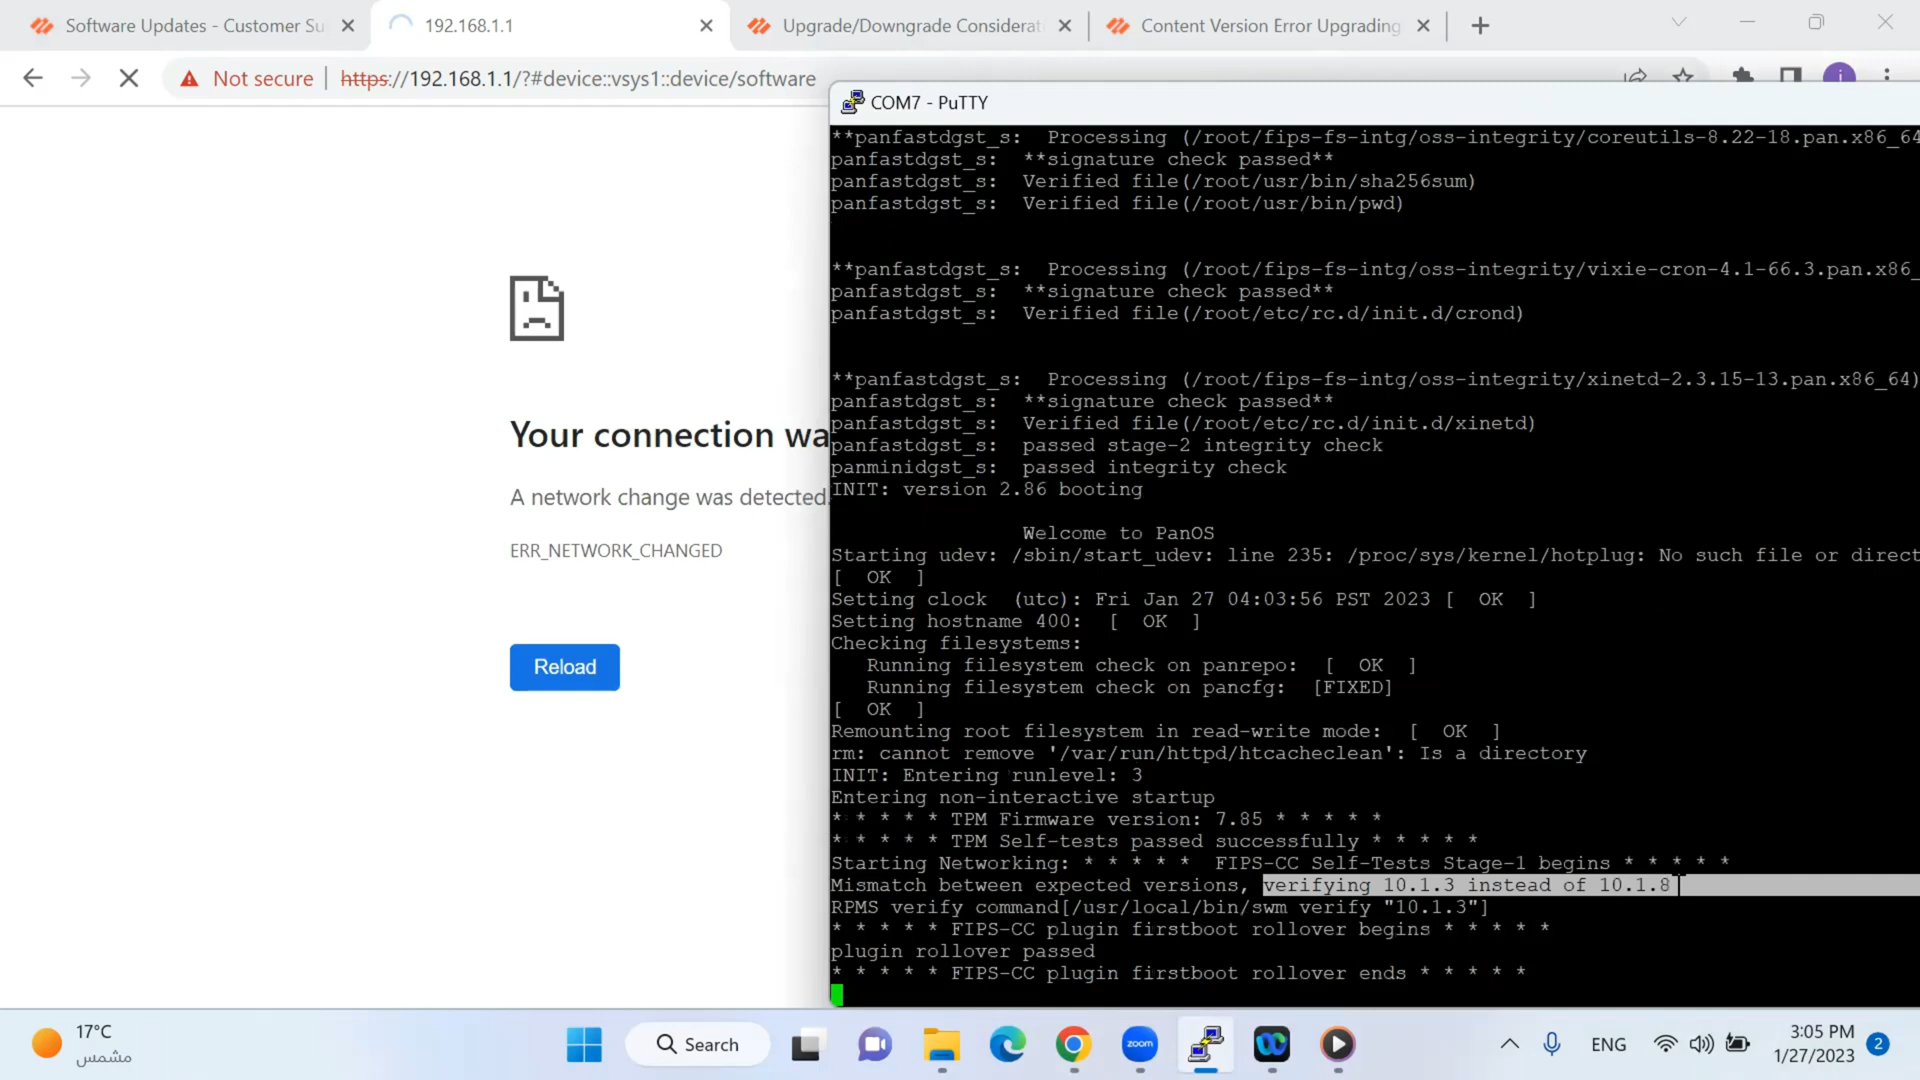 Software Updates - Customer Su
192.168.1.1
Upgrade/Downgrade Considerat
Content Version Error Upgrading
Not secure
https://192.168.1.1/?#device::vsys1::device/software
i
Your connection wa
A network change was detected.
ERR_NETWORK_CHANGED
Reload
COM7 - PuTTY
**panfastdgst_s:  Processing (/root/fips-fs-intg/oss-integrity/coreutils-8.22-18.pan.x86_64
panfastdgst_s:  **signature check passed**
panfastdgst_s:  Verified file(/root/usr/bin/sha256sum)
panfastdgst_s:  Verified file(/root/usr/bin/pwd)
**panfastdgst_s:  Processing (/root/fips-fs-intg/oss-integrity/vixie-cron-4.1-66.3.pan.x86_
panfastdgst_s:  **signature check passed**
panfastdgst_s:  Verified file(/root/etc/rc.d/init.d/crond)
**panfastdgst_s:  Processing (/root/fips-fs-intg/oss-integrity/xinetd-2.3.15-13.pan.x86_64)
panfastdgst_s:  **signature check passed**
panfastdgst_s:  Verified file(/root/etc/rc.d/init.d/xinetd)
panfastdgst_s:  passed stage-2 integrity check
panminidgst_s:  passed integrity check
INIT: version 2.86 booting
Welcome to PanOS
Starting udev: /sbin/start_udev: line 235: /proc/sys/kernel/hotplug: No such file or direct
[  OK  ]
Setting clock  (utc): Fri Jan 27 04:03:56 PST 2023 [  OK  ]
Setting hostname 400:  [  OK  ]
Checking filesystems:
Running filesystem check on panrepo:  [  OK  ]
Running filesystem check on pancfg:  [FIXED]
[  OK  ]
Remounting root filesystem in read-write mode:  [  OK  ]
rm: cannot remove '/var/run/httpd/htcacheclean': Is a directory
INIT: Entering runlevel: 3
Entering non-interactive startup
* * * * * TPM Firmware version: 7.85 * * * * *
* * * * * TPM Self-tests passed successfully * * * * *
Starting Networking: * * * * *  FIPS-CC Self-Tests Stage-1 begins * * * * *
Mismatch between expected versions, verifying 10.1.3 instead of 10.1.8
RPMS verify command[/usr/local/bin/swm verify "10.1.3"]
* * * * * FIPS-CC plugin firstboot rollover begins * * * * *
plugin rollover passed
* * * * * FIPS-CC plugin firstboot rollover ends * * * * *
17°C
مشمس
Search
zoom
ENG
3:05 PM
1/27/2023
2